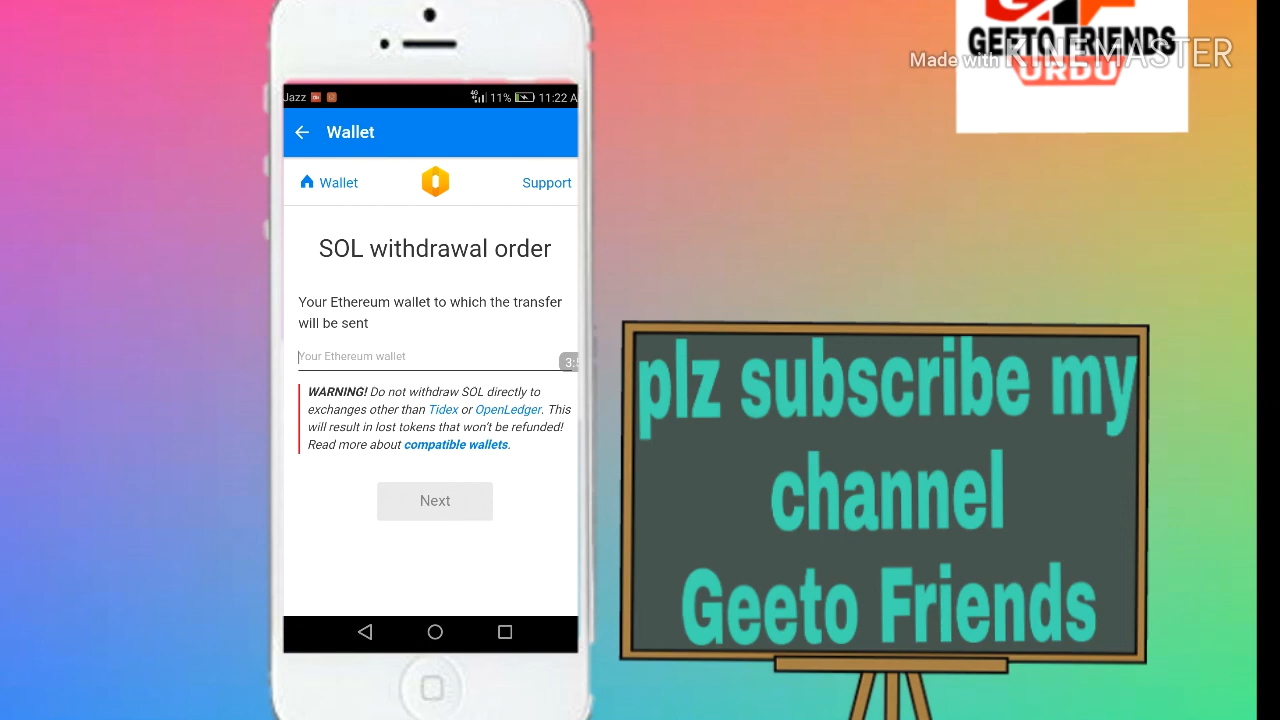 GEETO FRIENDS
Made with KINEMASTER
URDU
Jazz
11% 11:22 A
Wallet
Wallet
Support
SOL withdrawal order
Your Ethereum wallet to which the transfer
will be sent
Your Ethereum wallet
3:5
WARNING! Do not withdraw SOL directly to
exchanges other than Tidex or OpenLedger. This
will result in lost tokens that won't be refunded!
Read more about compatible wallets.
Next
plz subscribe my
channel
Geeto Friends